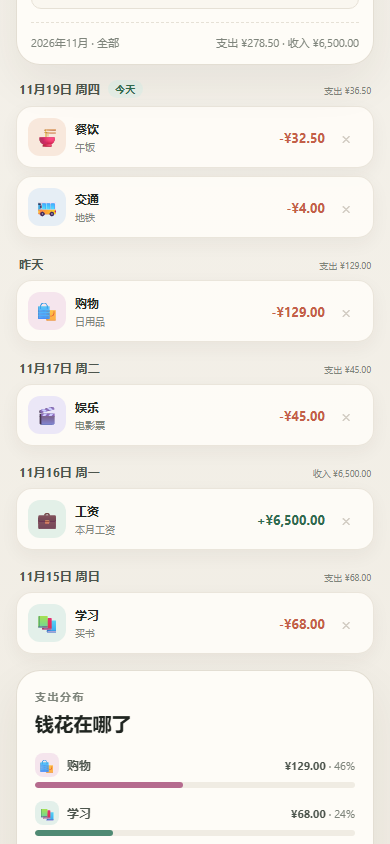 2026年11月 · 全部 支出 ¥278.50 · 收入 ¥6,500.00
11月19日 周四 今天 支出 ¥36.50
餐饮
午饭
-¥32.50 ×
交通
地铁
-¥4.00 ×
昨天 支出 ¥129.00
购物
日用品
-¥129.00 ×
11月17日 周二 支出 ¥45.00
娱乐
电影票
-¥45.00 ×
11月16日 周一 收入 ¥6,500.00
工资
本月工资
+¥6,500.00 ×
11月15日 周日 支出 ¥68.00
学习
买书
-¥68.00 ×
支出分布
钱花在哪了
购物 ¥129.00 · 46%
学习 ¥68.00 · 24%